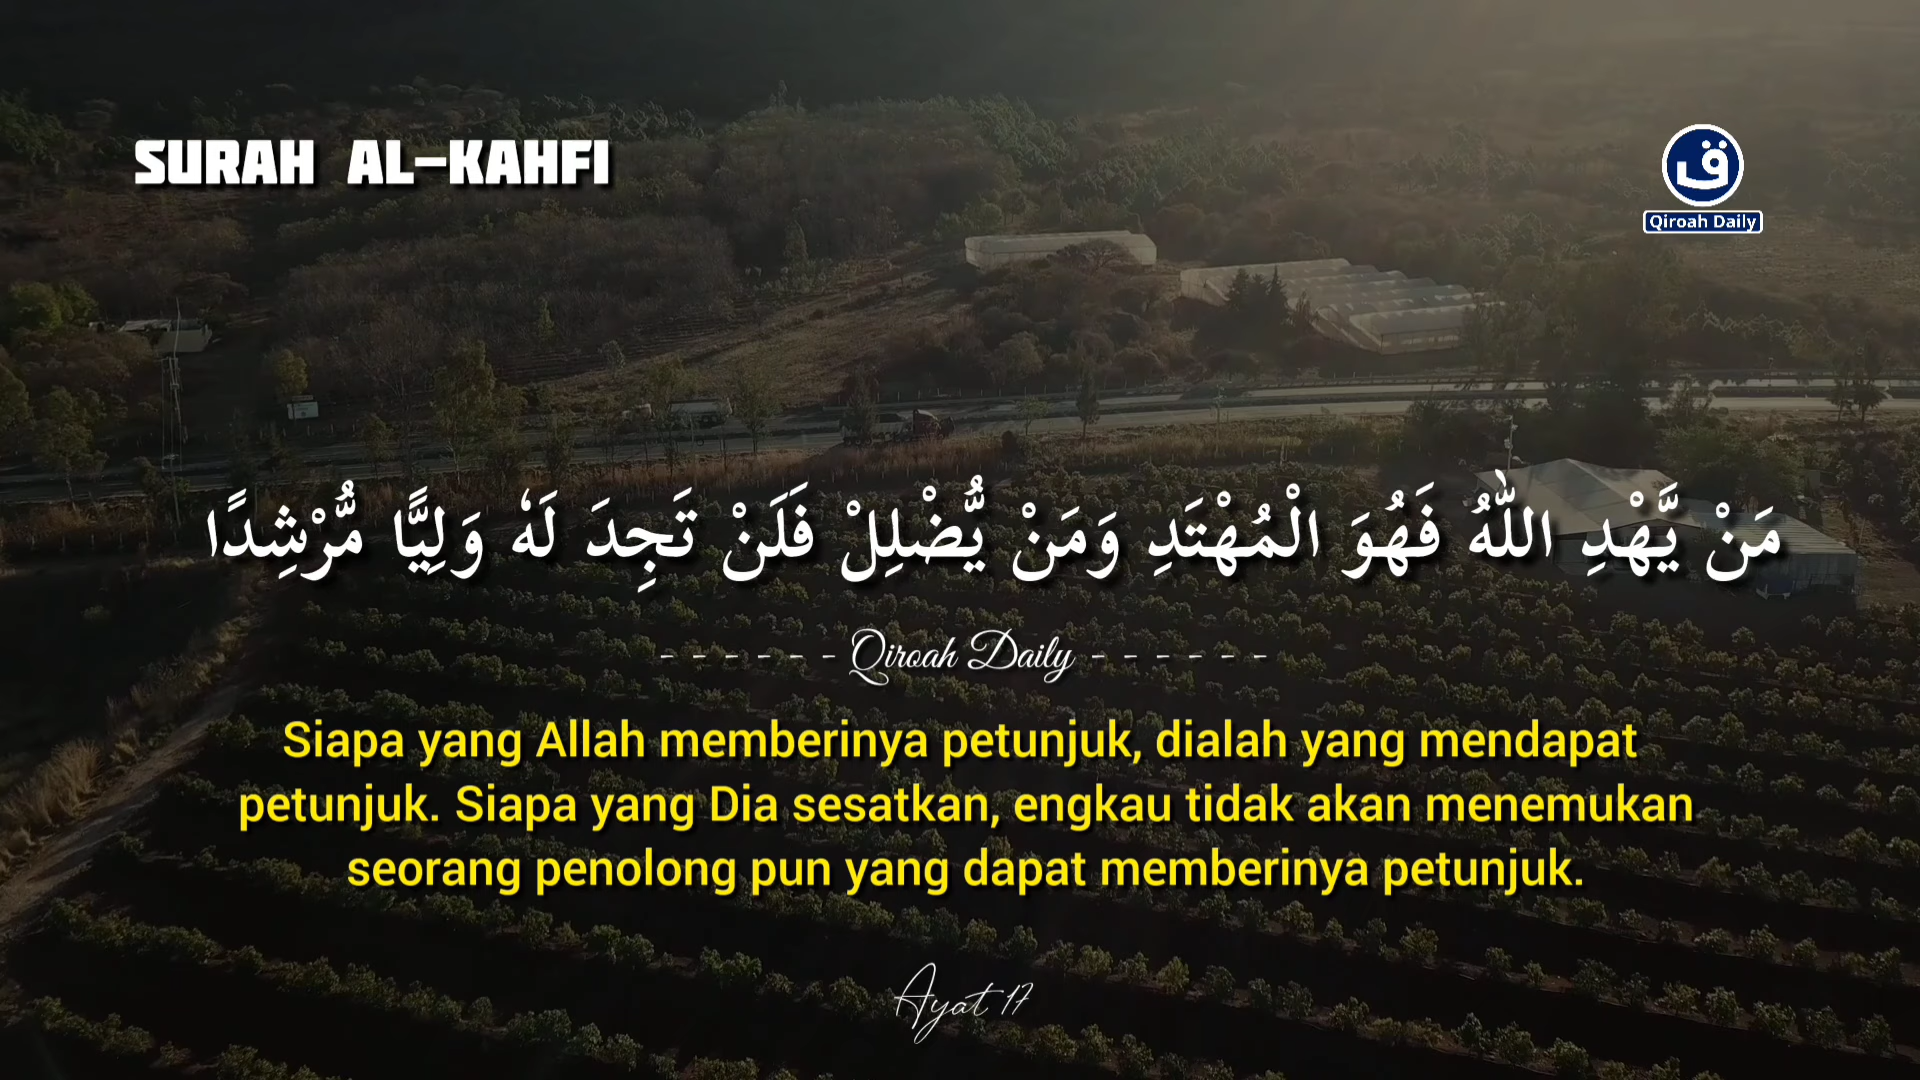 SURAH AL-KAHFI
ق
Qiroah Daily
مَنْ يَّهْدِ اللّٰهُ فَهُوَ الْمُهْتَدِ وَمَنْ يُّضْلِلْ فَلَنْ تَجِدَ لَهٗ وَلِيًّا مُّرْشِدًا
- - - - - - Qiroah Daily - - - - - -
Siapa yang Allah memberinya petunjuk, dialah yang mendapat
petunjuk. Siapa yang Dia sesatkan, engkau tidak akan menemukan
seorang penolong pun yang dapat memberinya petunjuk.
Ayat 17